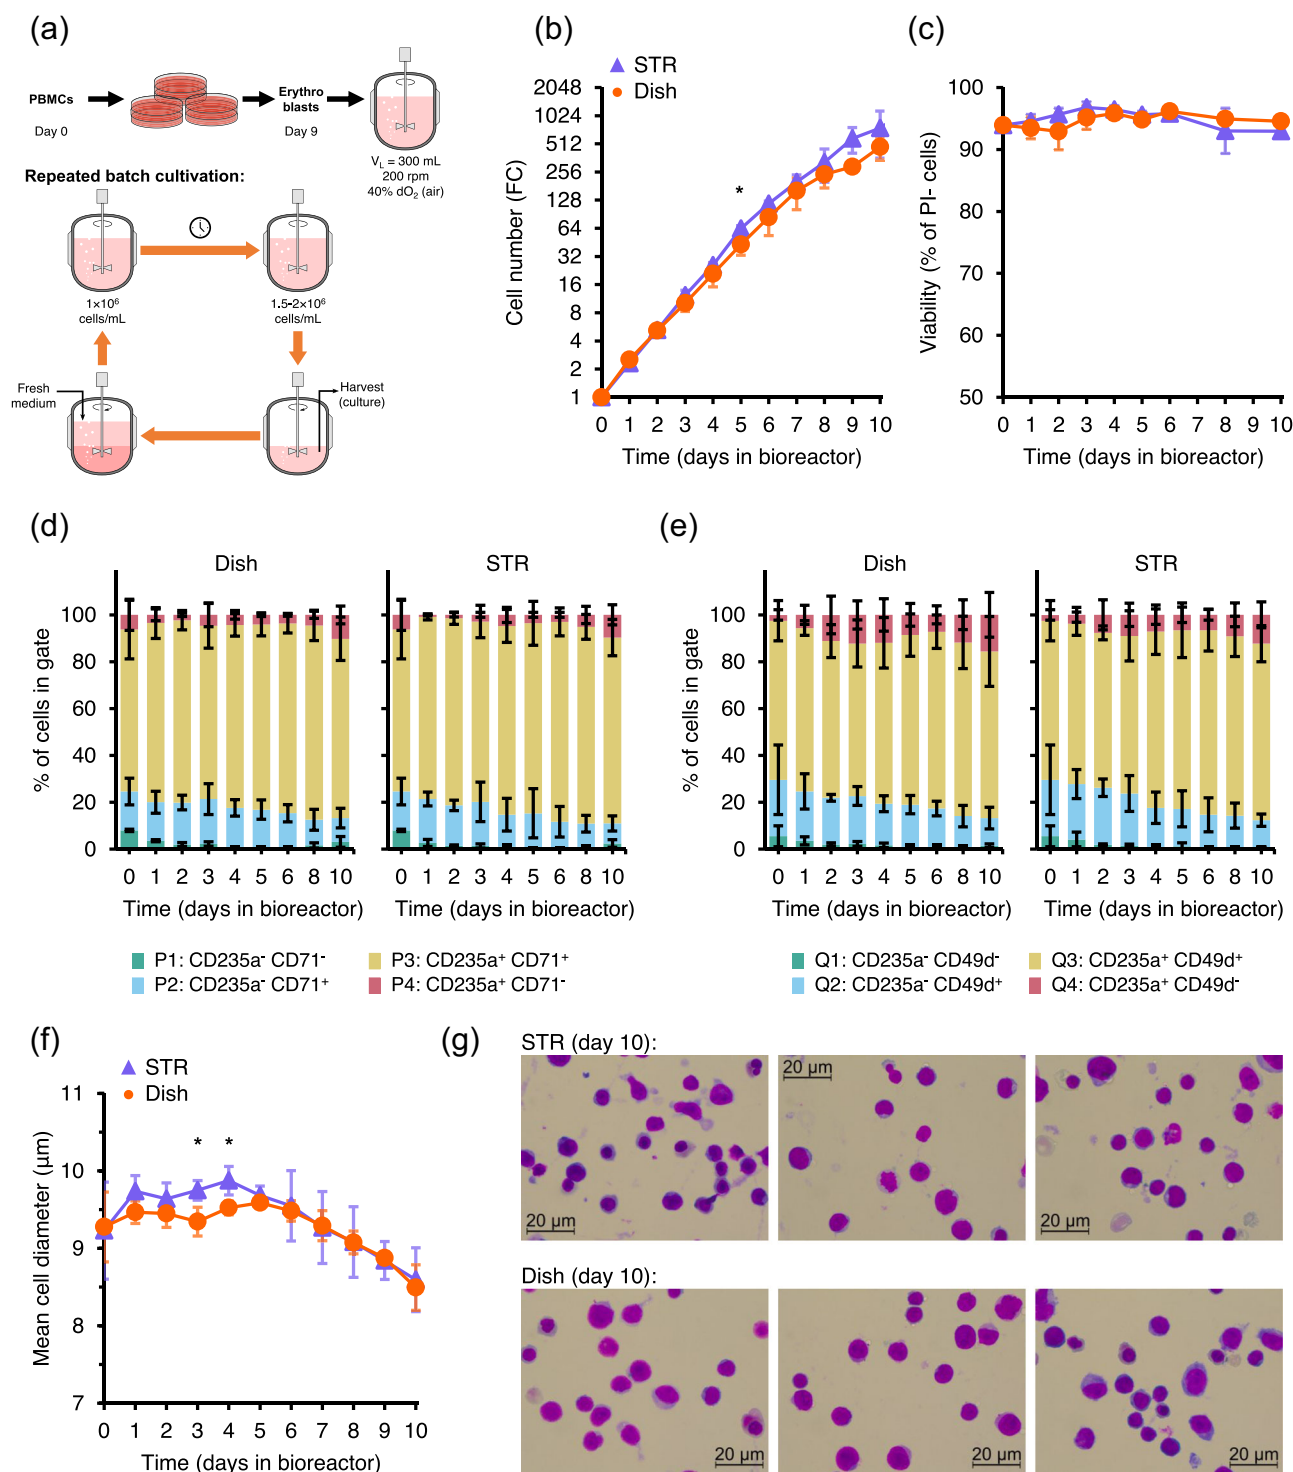 (a)
PBMCs
Day 0
Erythro
blasts
Day 9
V_L = 300 mL
200 rpm
40% dO₂ (air)
Repeated batch cultivation:
1×10⁶
cells/mL
1.5-2×10⁶
cells/mL
Fresh
medium
Harvest
(culture)
(b)
STR
Dish
Cell number (FC)
2048
1024
512
256
128
64
32
16
8
4
2
1
*
0 1 2 3 4 5 6 7 8 9 10
Time (days in bioreactor)
(c)
Viability (% of PI- cells)
100
90
80
70
60
50
0 1 2 3 4 5 6 7 8 9 10
Time (days in bioreactor)
(d)
Dish
STR
% of cells in gate
100
80
60
40
20
0
0 1 2 3 4 5 6 8 10
0 1 2 3 4 5 6 8 10
Time (days in bioreactor)
Time (days in bioreactor)
P1: CD235a⁻ CD71⁻
P3: CD235a⁺ CD71⁺
P2: CD235a⁻ CD71⁺
P4: CD235a⁺ CD71⁻
(e)
Dish
STR
% of cells in gate
100
80
60
40
20
0
0 1 2 3 4 5 6 8 10
0 1 2 3 4 5 6 8 10
Time (days in bioreactor)
Time (days in bioreactor)
Q1: CD235a⁻ CD49d⁻
Q3: CD235a⁺ CD49d⁺
Q2: CD235a⁻ CD49d⁺
Q4: CD235a⁺ CD49d⁻
(f)
STR
Dish
Mean cell diameter (µm)
11
10
9
8
7
* *
0 1 2 3 4 5 6 7 8 9 10
Time (days in bioreactor)
(g)
STR (day 10):
20 µm
20 µm
20 µm
Dish (day 10):
20 µm
20 µm
20 µm